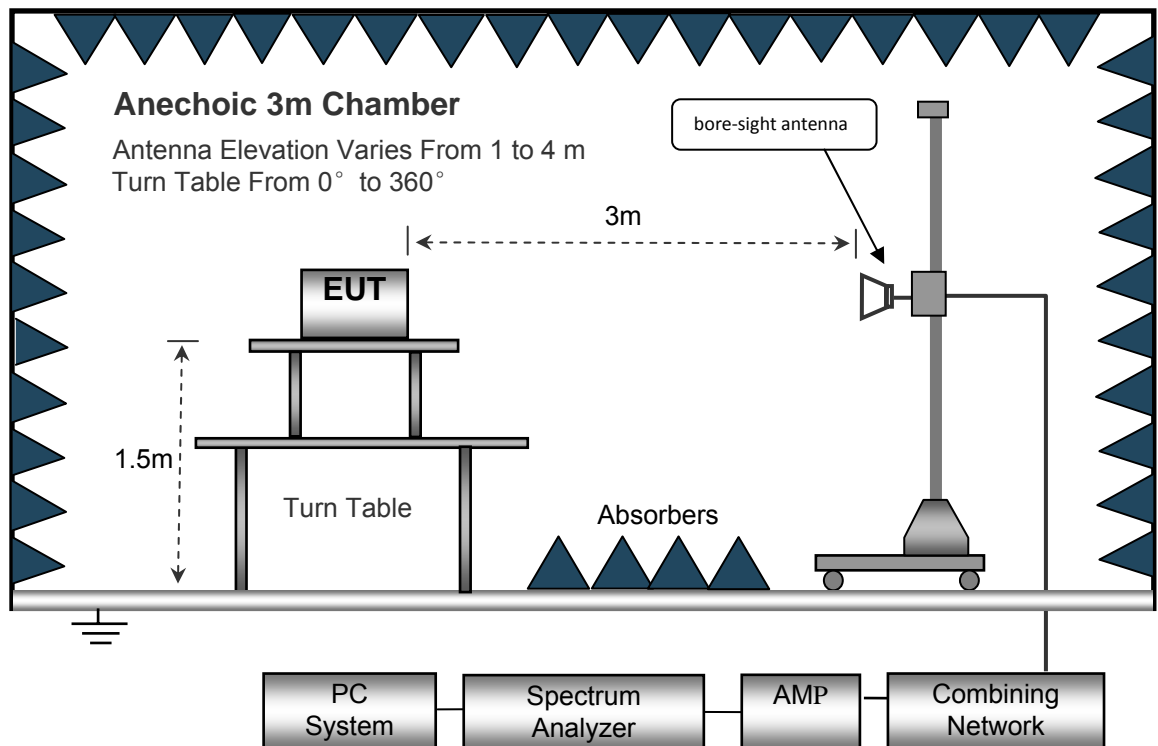 Anechoic 3m Chamber
Antenna Elevation Varies From 1 to 4 m
Turn Table From 0° to 360°
bore-sight antenna
3m
EUT
1.5m
Turn Table
Absorbers
PC
System
Spectrum
Analyzer
AMP
Combining
Network